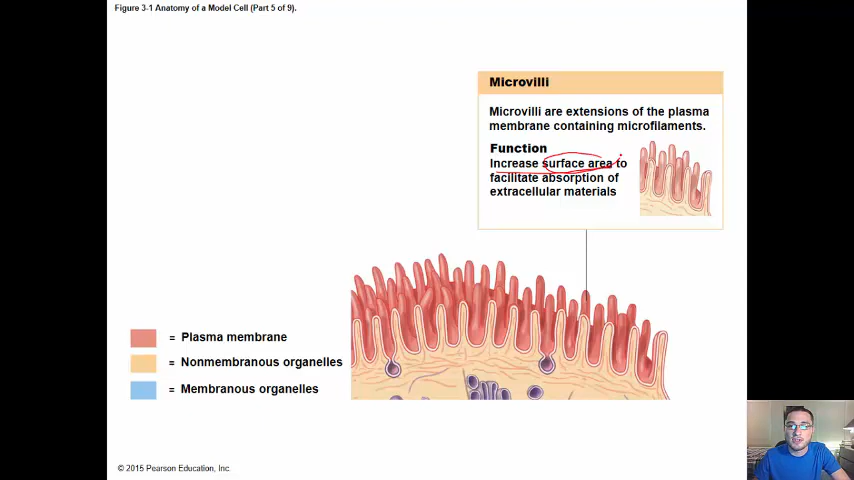 Figure 3-1 Anatomy of a Model Cell (Part 5 of 9).
Microvilli
Microvilli are extensions of the plasma
membrane containing microfilaments.
Function
Increase surface area to
facilitate absorption of
extracellular materials
= Plasma membrane
= Nonmembranous organelles
= Membranous organelles
© 2015 Pearson Education, Inc.